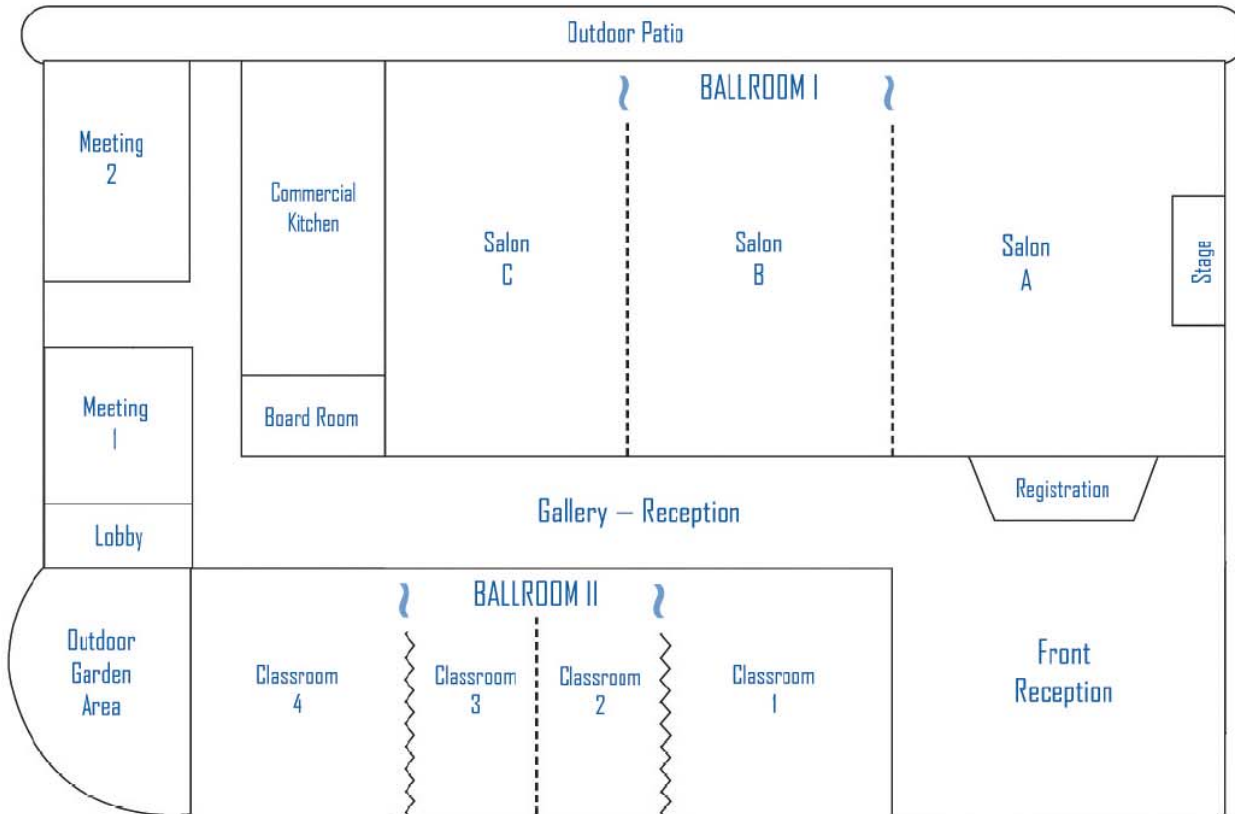 Outdoor Patio
BALLROOM I
Meeting
2
Commercial
Kitchen
Salon
C
Salon
B
Salon
A
Stage
Meeting
1
Board Room
Registration
Gallery – Reception
Lobby
BALLROOM II
Outdoor
Garden
Area
Classroom
4
Classroom
3
Classroom
2
Classroom
1
Front
Reception